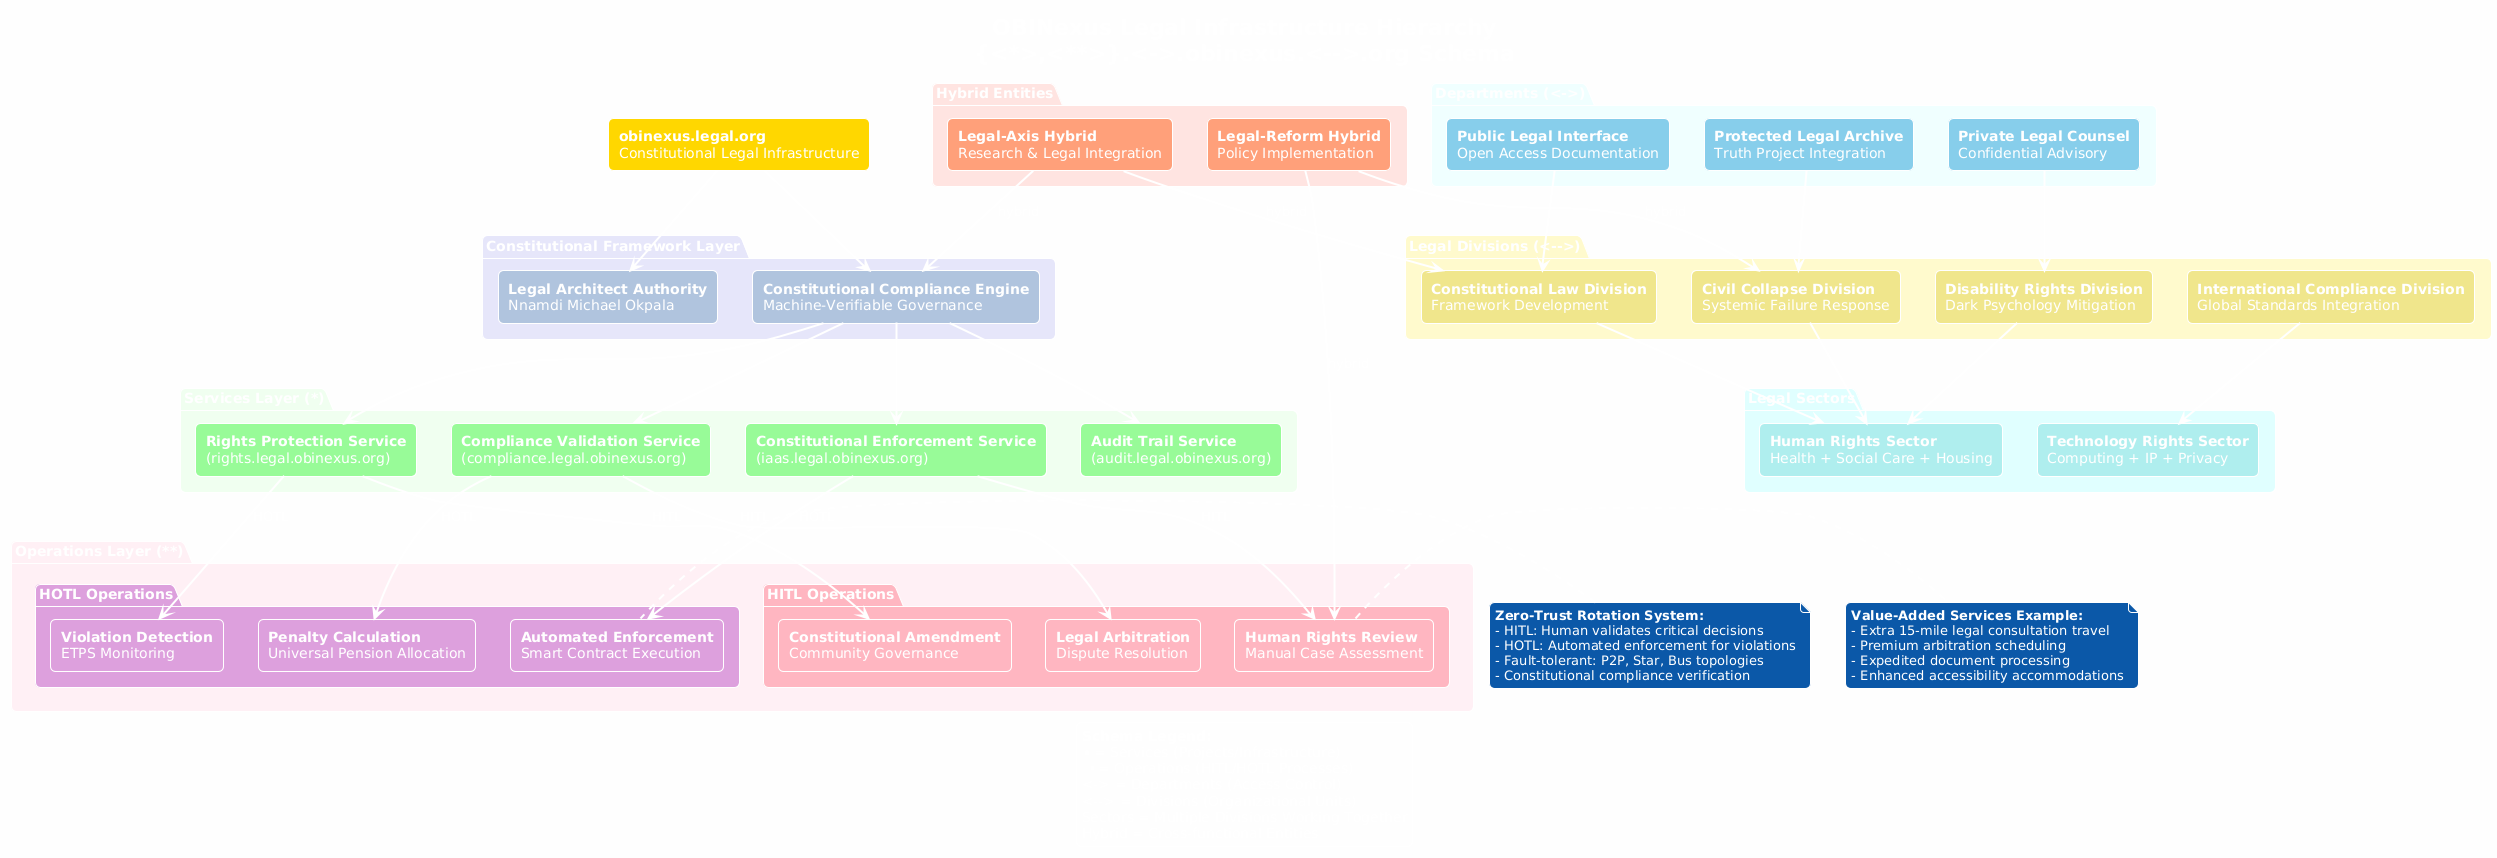 Hybrid Entities
obinexus.legal.org
Constitutional Legal Infrastructure
Legal-Axis Hybrid
Research & Legal Integration
Legal-Reform Hybrid
Policy Implementation
Public Legal Interface
Open Access Documentation
Protected Legal Archive
Truth Project Integration
Private Legal Counsel
Confidential Advisory
Constitutional Framework Layer
Legal Architect Authority
Nnamdi Michael Okpala
Constitutional Compliance Engine
Machine-Verifiable Governance
Legal Divisions (<-->)
Constitutional Law Division
Framework Development
Civil Collapse Division
Systemic Failure Response
Disability Rights Division
Dark Psychology Mitigation
International Compliance Division
Global Standards Integration
Services Layer (*)
Rights Protection Service
(rights.legal.obinexus.org)
Compliance Validation Service
(compliance.legal.obinexus.org)
Constitutional Enforcement Service
(iaas.legal.obinexus.org)
Audit Trail Service
(audit.legal.obinexus.org)
Legal Sectors
Human Rights Sector
Health + Social Care + Housing
Technology Rights Sector
Computing + IP + Privacy
Operations Layer (**)
HOTL Operations
Violation Detection
ETPS Monitoring
Penalty Calculation
Universal Pension Allocation
Automated Enforcement
Smart Contract Execution
HITL Operations
Constitutional Amendment
Community Governance
Legal Arbitration
Dispute Resolution
Human Rights Review
Manual Case Assessment
Zero-Trust Rotation System:
- HITL: Human validates critical decisions
- HOTL: Automated enforcement for violations
- Fault-tolerant: P2P, Star, Bus topologies
- Constitutional compliance verification
Value-Added Services Example:
- Extra 15-mile legal consultation travel
- Premium arbitration scheduling
- Expedited document processing
- Enhanced accessibility accommodations